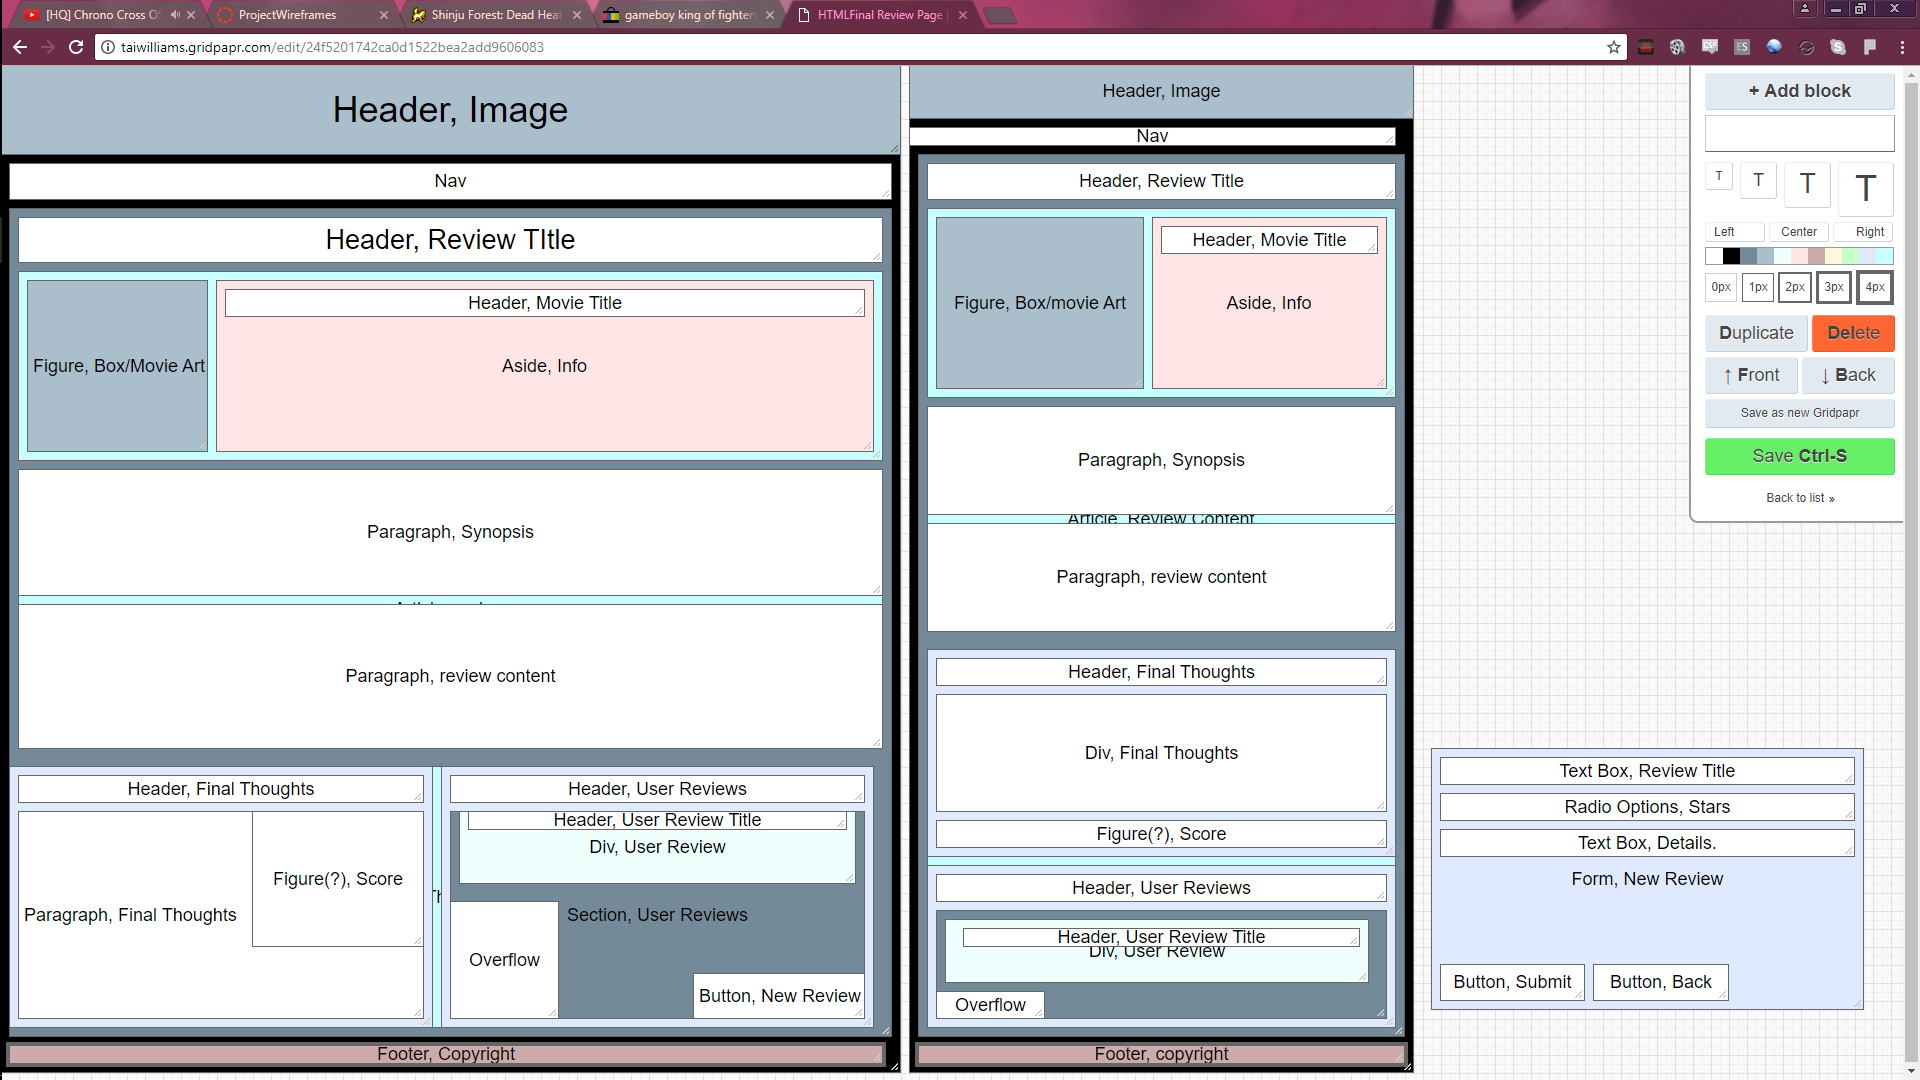 [HQ] Chrono Cross OS
ProjectWireframes
Shinju Forest: Dead Heat
gameboy king of fighters
HTMLFinal Review Page
taiwilliams.gridpapr.com/edit/24f5201742ca0d1522bea2add9606083
Header, Image
Nav
Header, Review TItle
Header, Movie Title
Figure, Box/Movie Art
Aside, Info
Paragraph, Synopsis
Paragraph, review content
Header, Final Thoughts
Paragraph, Final Thoughts
Figure(?), Score
Header, User Reviews
Header, User Review Title
Div, User Review
Section, User Reviews
Overflow
Button, New Review
Footer, Copyright
Header, Image
Nav
Header, Review Title
Header, Movie Title
Figure, Box/movie Art
Aside, Info
Paragraph, Synopsis
Article, Review Content
Paragraph, review content
Header, Final Thoughts
Div, Final Thoughts
Figure(?), Score
Header, User Reviews
Header, User Review Title
Div, User Review
Overflow
Footer, copyright
Text Box, Review Title
Radio Options, Stars
Text Box, Details.
Form, New Review
Button, Submit
Button, Back
+ Add block
T T T T
Left Center Right
0px 1px 2px 3px 4px
Duplicate Delete
↑ Front ↓ Back
Save as new Gridpapr
Save Ctrl-S
Back to list »